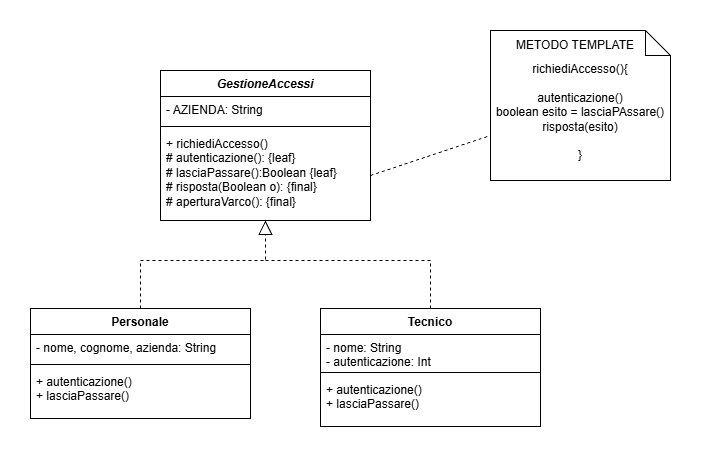 METODO TEMPLATE
richiediAccesso(){
autenticazione()
boolean esito = lasciaPAssare()
risposta(esito)
}
GestioneAccessi
- AZIENDA: String
+ richiediAccesso()
# autenticazione(): {leaf}
# lasciaPassare():Boolean {leaf}
# risposta(Boolean o): {final}
# aperturaVarco(): {final}
Personale
- nome, cognome, azienda: String
+ autenticazione()
+ lasciaPassare()
Tecnico
- nome: String
- autenticazione: Int
+ autenticazione()
+ lasciaPassare()